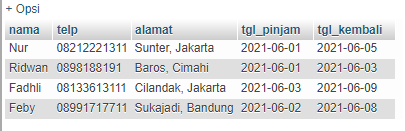 + Opsi
nama telp alamat tgl_pinjam tgl_kembali
Nur 08212221311 Sunter, Jakarta 2021-06-01 2021-06-05
Ridwan 0898188191 Baros, Cimahi 2021-06-01 2021-06-03
Fadhli 08133613111 Cilandak, Jakarta 2021-06-03 2021-06-09
Feby 08991717711 Sukajadi, Bandung 2021-06-02 2021-06-08